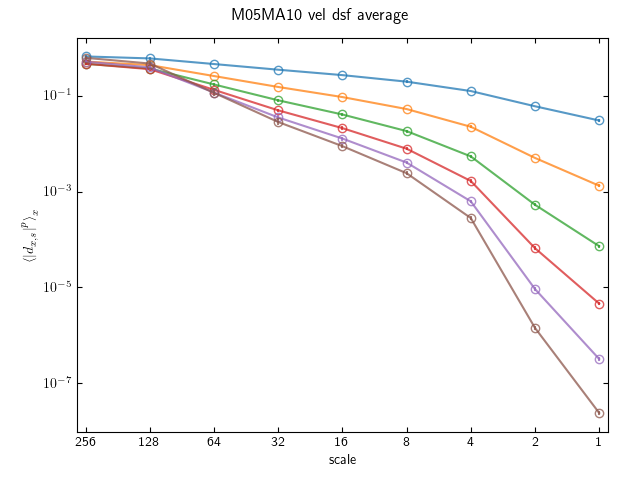 M05MA10 vel dsf average
10⁻¹
10⁻³
10⁻⁵
10⁻⁷
⟨|d_{x,s}|^p⟩_x
256 128 64 32 16 8 4 2 1
scale